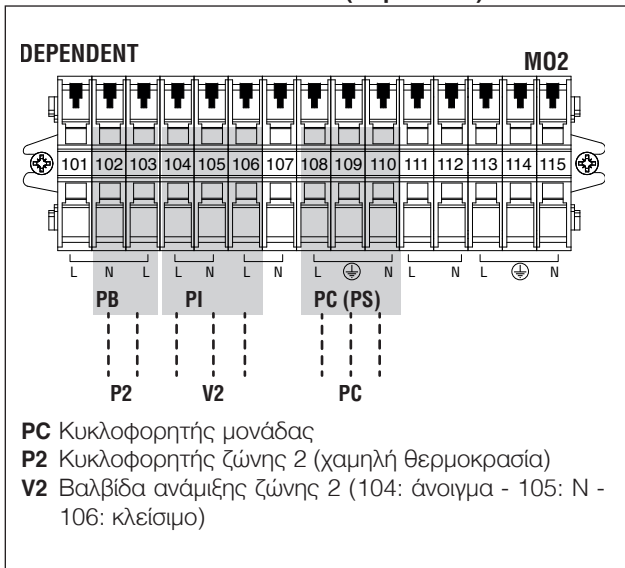 DEPENDENT
M02
101 102 103 104 105 106 107 108 109 110 111 112 113 114 115
L N L L N L N L N L N L N
PB PI PC (PS)
P2 V2 PC
PC Κυκλοφορητής μονάδας
P2 Κυκλοφορητής ζώνης 2 (χαμηλή θερμοκρασία)
V2 Βαλβίδα ανάμιξης ζώνης 2 (104: άνοιγμα - 105: N -
106: κλείσιμο)